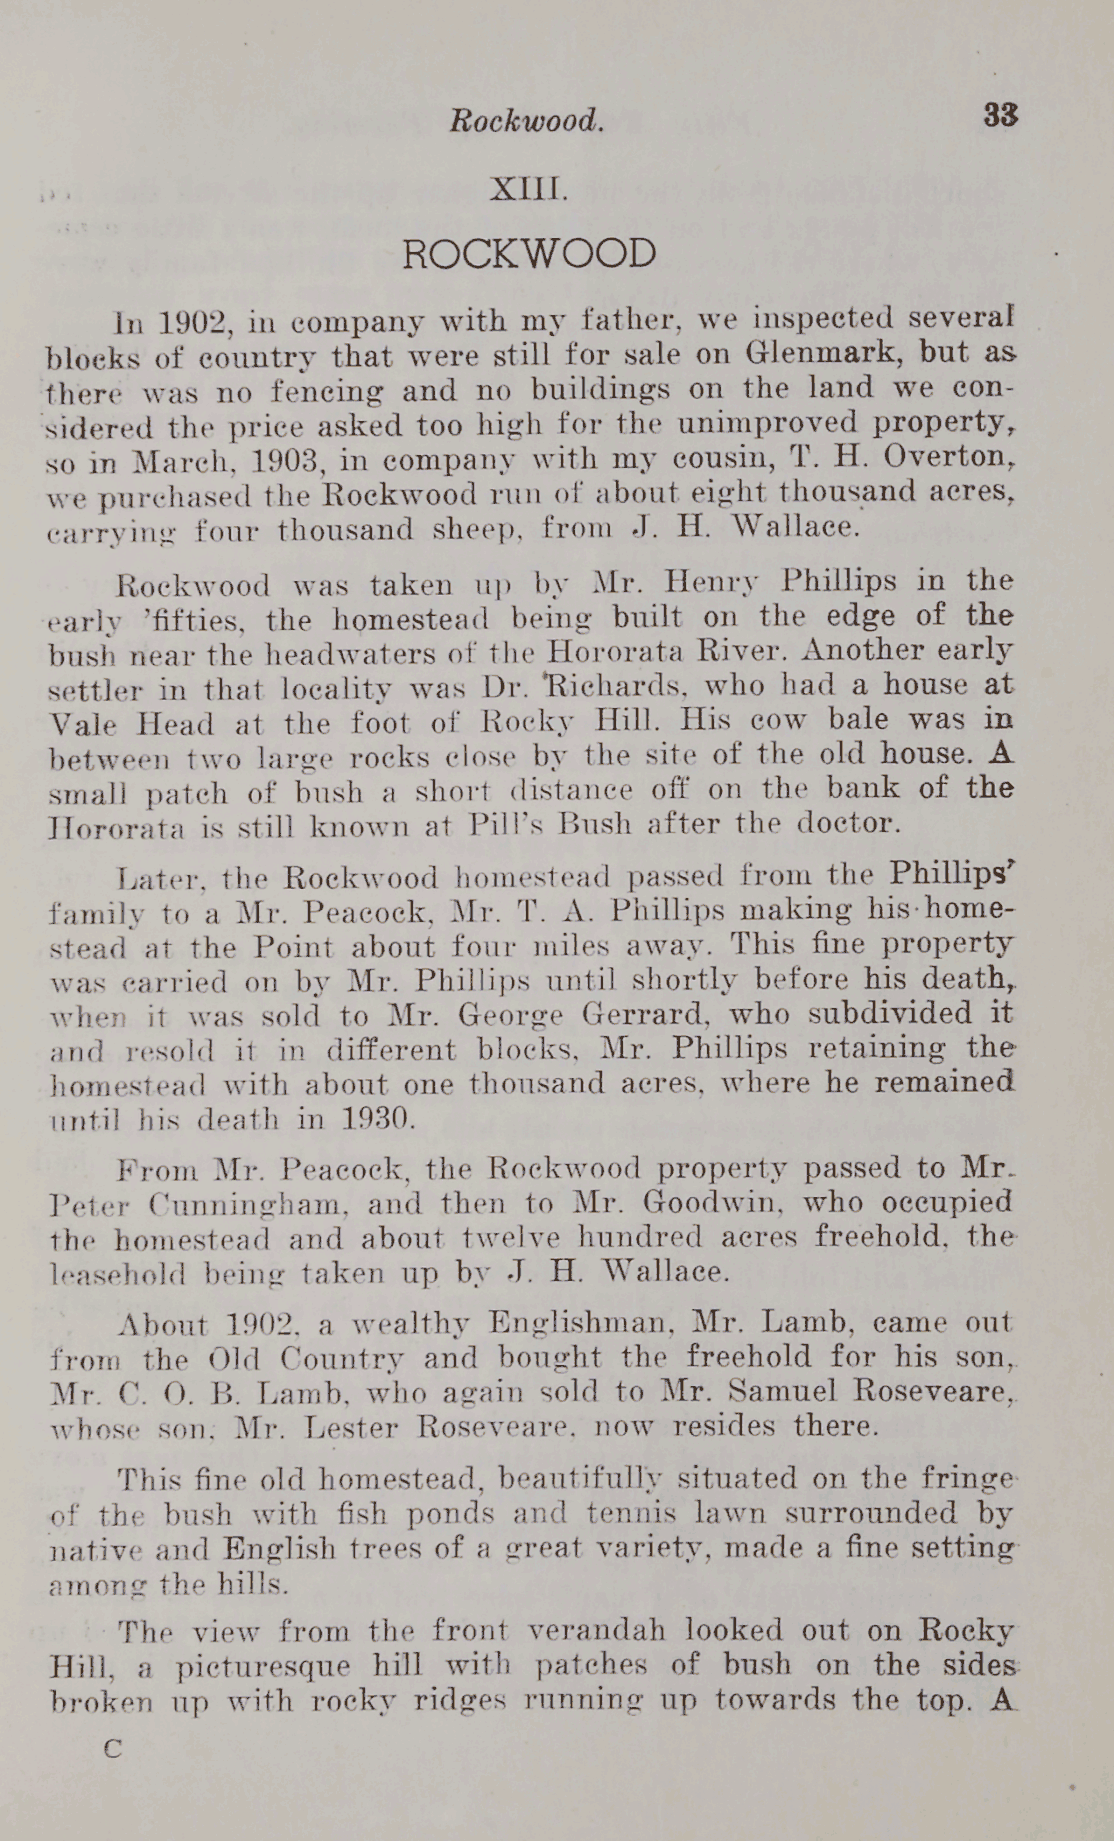 Rockwood. 33
XIII.
ROCKWOOD
In 1902, in company with my father, we inspected several
blocks of country that were still for sale on Glenmark, but as
there was no fencing and no buildings on the land we con-
sidered the price asked too high for the unimproved property,
so in March, 1903, in company with my cousin, T. H. Overton,
we purchased the Rockwood run of about eight thousand acres,
carrying four thousand sheep, from J. H. Wallace.
Rockwood was taken up by Mr. Henry Phillips in the
early 'fifties, the homestead being built on the edge of the
bush near the headwaters of the Hororata River. Another early
settler in that locality was Dr. Richards, who had a house at
Vale Head at the foot of Rocky Hill. His cow bale was in
between two large rocks close by the site of the old house. A
small patch of bush a short distance off on the bank of the
Hororata is still known at Pill's Bush after the doctor.
Later, the Rockwood homestead passed from the Phillips'
family to a Mr. Peacock, Mr. T. A. Phillips making his home-
stead at the Point about four miles away. This fine property
was carried on by Mr. Phillips until shortly before his death,
when it was sold to Mr. George Gerrard, who subdivided it
and resold it in different blocks, Mr. Phillips retaining the
homestead with about one thousand acres, where he remained
until his death in 1930.
From Mr. Peacock, the Rockwood property passed to Mr.
Peter Cunningham, and then to Mr. Goodwin, who occupied
the homestead and about twelve hundred acres freehold, the
leasehold being taken up by J. H. Wallace.
About 1902, a wealthy Englishman, Mr. Lamb, came out
from the Old Country and bought the freehold for his son,
Mr. C. O. B. Lamb, who again sold to Mr. Samuel Roseveare,
whose son, Mr. Lester Roseveare, now resides there.
This fine old homestead, beautifully situated on the fringe
of the bush with fish ponds and tennis lawn surrounded by
native and English trees of a great variety, made a fine setting
among the hills.
The view from the front verandah looked out on Rocky
Hill, a picturesque hill with patches of bush on the sides
broken up with rocky ridges running up towards the top. A
C